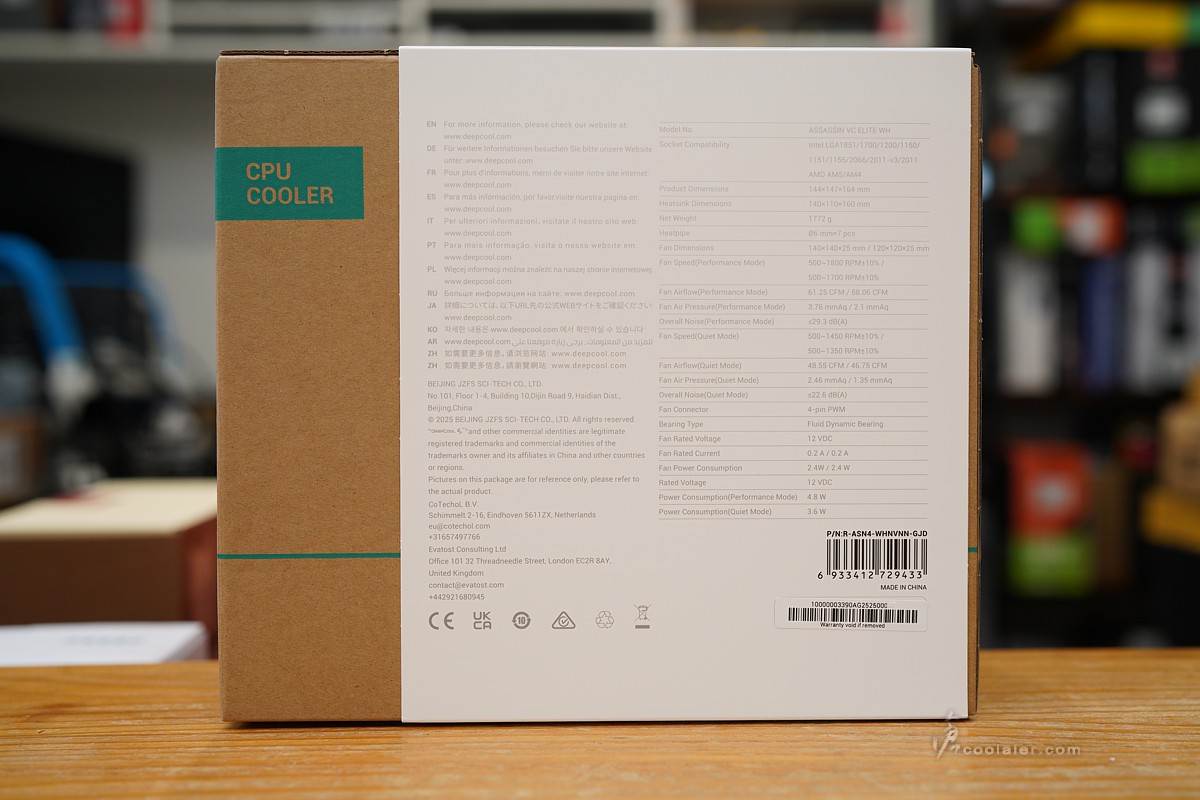 CPU
COOLER
EN For more information, please check our website at:
www.deepcool.com
DE Für weitere Informationen besuchen Sie bitte unsere Website
unter: www.deepcool.com
FR Pour plus d'informations, merci de visiter notre site internet:
www.deepcool.com
ES Para más información, por favor visite nuestra página en:
www.deepcool.com
IT Per ulteriori informazioni, visitate il nostro sito web:
www.deepcool.com
PT Para mais informação, visita o nosso website em:
www.deepcool.com
PL Więcej informacji można znaleźć na naszej stronie internetowej:
www.deepcool.com
RU Больше информации на сайте: www.deepcool.com
JA 詳細については、以下URL先の公式WEBサイトをご確認ください:
www.deepcool.com
KO 자세한 내용은 www.deepcool.com 에서 확인하실 수 있습니다
AR للمزيد من المعلومات، يرجى زيارة موقعنا على www.deepcool.com
ZH 如需要更多信息，请浏览网站: www.deepcool.com
ZH 如需要更多信息，請瀏覽網站: www.deepcool.com
BEIJING JZFS SCI-TECH CO., LTD.
No.101, Floor 1-4, Building 10,Dijin Road 9, Haidian Dist.,
Beijing,China
© 2025 BEIJING JZFS SCI-TECH CO., LTD. All rights reserved.
and other commercial identities are legitimate
registered trademarks and commercial identities of the
trademarks owner and its affiliates in China and other countries
or regions.
Pictures on this package are for reference only, please refer to
the actual product.
CoTechoL B.V
Schimmelt 2-16, Eindhoven 5611ZX, Netherlands
eu@cotechol.com
+31657497766
Evatost Consulting Ltd
Office 101 32 Threadneedle Street, London EC2R 8AY,
United Kingdom
contact@evatost.com
+442921680945
CE UK
CA 10
Model No. ASSASSIN VC ELITE WH
Socket Compatibility Intel LGA1851/1700/1200/1150/
1151/1155/2066/2011-v3/2011
AMD AM5/AM4
Product Dimensions 144×147×164 mm
Heatsink Dimensions 140×110×160 mm
Net Weight 1772 g
Heatpipe Ø6 mm×7 pcs
Fan Dimensions 140×140×25 mm / 120×120×25 mm
Fan Speed(Performance Mode) 500~1800 RPM±10% /
500~1700 RPM±10%
Fan Airflow(Performance Mode) 61.25 CFM / 68.06 CFM
Fan Air Pressure(Performance Mode) 3.76 mmAq / 2.1 mmAq
Overall Noise(Performance Mode) ≤29.3 dB(A)
Fan Speed(Quiet Mode) 500~1450 RPM±10% /
500~1350 RPM±10%
Fan Airflow(Quiet Mode) 48.55 CFM / 46.75 CFM
Fan Air Pressure(Quiet Mode) 2.46 mmAq / 1.35 mmAq
Overall Noise(Quiet Mode) ≤22.6 dB(A)
Fan Connector 4-pin PWM
Bearing Type Fluid Dynamic Bearing
Fan Rated Voltage 12 VDC
Fan Rated Current 0.2 A / 0.2 A
Fan Power Consumption 2.4W / 2.4 W
Rated Voltage 12 VDC
Power Consumption(Performance Mode) 4.8 W
Power Consumption(Quiet Mode) 3.6 W
P/N:R-ASN4-WHNVNN-GJD
6 933412 729433
MADE IN CHINA
10000003390AG252500C
Warranty void if removed
coolaler.com